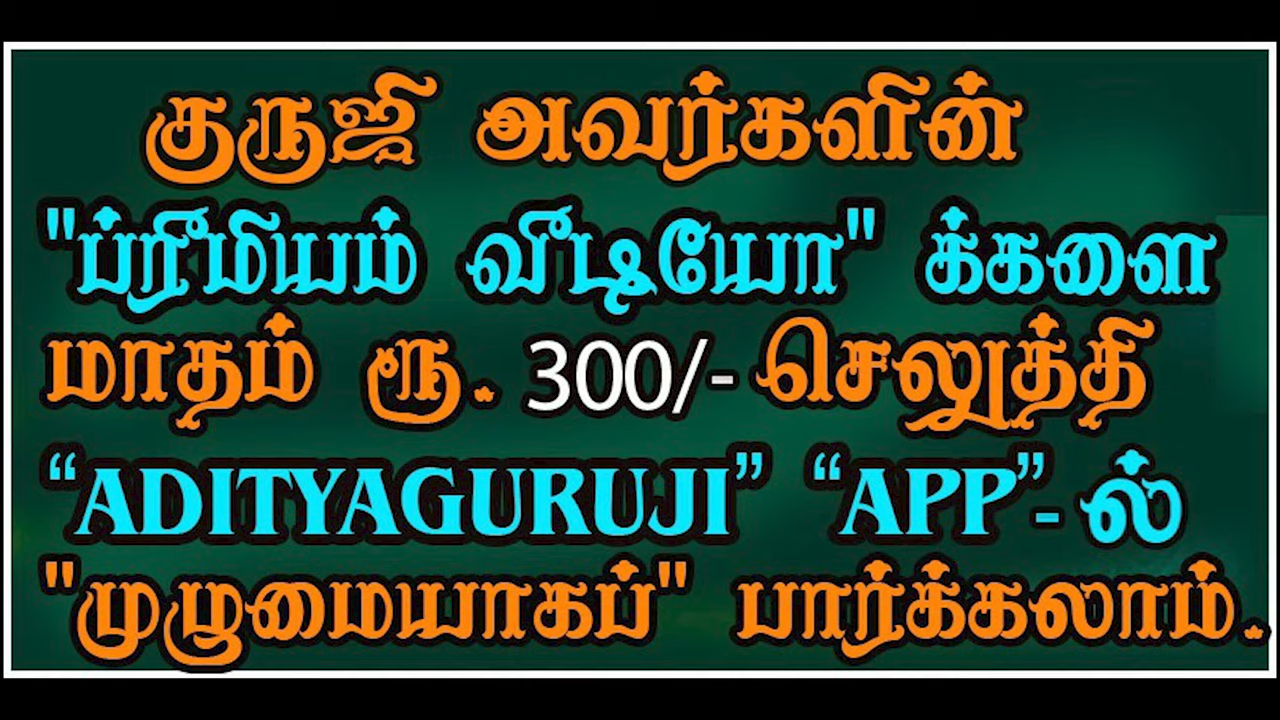 குருஜி அவர்களின்
"ப்ரீமியம் வீடியோ" க்களை
மாதம் ரூ. 300/- செலுத்தி
“ADITYAGURUJI” “APP”- ல்
"முழுமையாகப்" பார்க்கலாம்.